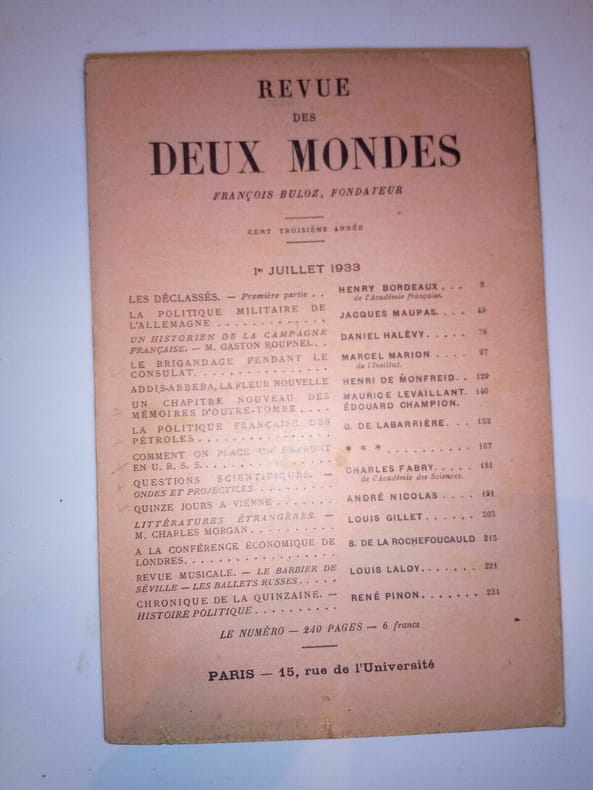 REVUE
DES
DEUX MONDES
FRANÇOIS BULOZ, FONDATEUR
CENT TROISIÈME ANNÉE
1er JUILLET 1933
LES DÉCLASSÉS. — Première partie . . HENRY BORDEAUX . . . 5
de l'Académie française.
LA POLITIQUE MILITAIRE DE
L'ALLEMAGNE . . . . . . . . . . . . . JACQUES MAUPAS. . . . 49
UN HISTORIEN DE LA CAMPAGNE
FRANÇAISE. — M. GASTON ROUPNEL. . DANIEL HALÉVY. . . . . 78
LE BRIGANDAGE PENDANT LE
CONSULAT. . . . . . . . . . . . . . . MARCEL MARION . . . . 97
de l'Institut.
ADDIS-ABBEBA, LA FLEUR NOUVELLE HENRI DE MONFREID. . 129
UN CHAPITRE NOUVEAU DES
MÉMOIRES D'OUTRE-TOMBE . . . . MAURICE LEVAILLANT. 140
ÉDOUARD CHAMPION.
LA POLITIQUE FRANÇAISE DES
PÉTROLES . . . . . . . . . . . . . . . G. DE LABARRIÈRE. . . 152
COMMENT ON PLACE UN EMPRUNT
EN U. R. S. S. . . . . . . . . . . . . . * * * . . . . . . . . . . 167
QUESTIONS SCIENTIFIQUES. —
ONDES ET PROJECTILES. . . . . . . . CHARLES FABRY. . . . . 181
de l'Académie des Sciences.
QUINZE JOURS A VIENNE . . . . . . . ANDRÉ NICOLAS . . . . 191
LITTÉRATURES ÉTRANGÈRES. —
M. CHARLES MORGAN . . . . . . . . . . LOUIS GILLET . . . . . . 203
A LA CONFÉRENCE ÉCONOMIQUE DE
LONDRES. . . . . . . . . . . . . . . . . S. DE LA ROCHEFOUCAULD 215
REVUE MUSICALE. — LE BARBIER DE
SÉVILLE — LES BALLETS RUSSES . . . . . LOUIS LALOY. . . . . . . 221
CHRONIQUE DE LA QUINZAINE. —
HISTOIRE POLITIQUE . . . . . . . . . . RENÉ PINON . . . . . . . 231
LE NUMÉRO — 240 PAGES — 6 francs
PARIS — 15, rue de l'Université